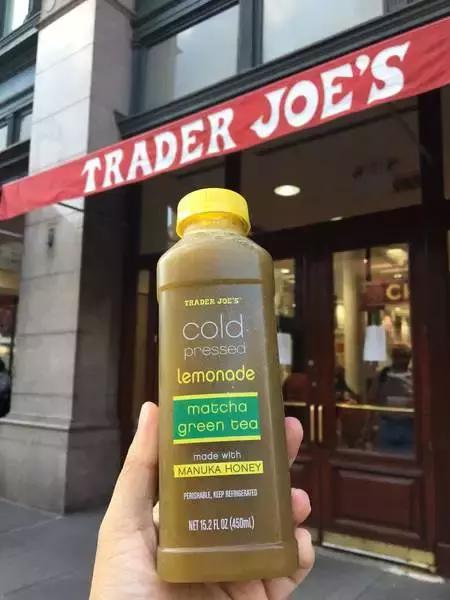 TRADER JOE'S
TRADER JOE'S™
cold
pressed
lemonade
matcha
green tea
made with
MANUKA HONEY
PERISHABLE, KEEP REFRIGERATED
NET 15.2 FL OZ (450mL)